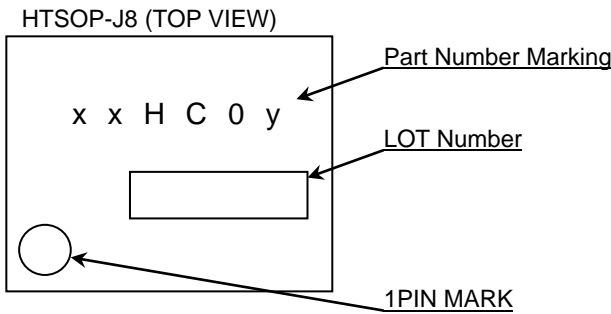 HTSOP-J8 (TOP VIEW)
Part Number Marking
x x H C 0 y
LOT Number
1PIN MARK